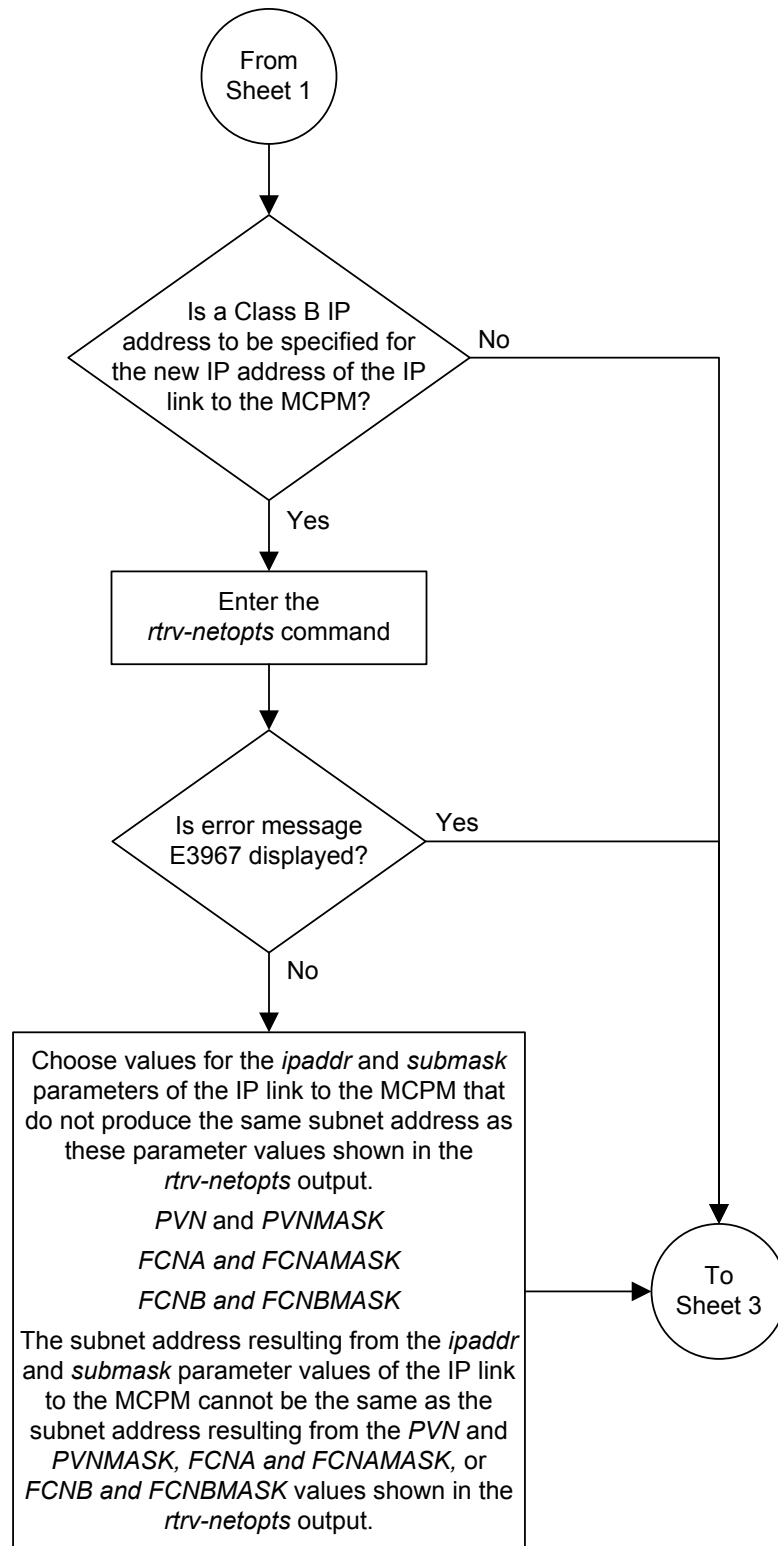 From
Sheet 1
Is a Class B IP
address to be specified for
the new IP address of the IP
link to the MCPM?
No
Yes
Enter the
rtrv-netopts command
Is error message
E3967 displayed?
Yes
No
Choose values for the ipaddr and submask
parameters of the IP link to the MCPM that
do not produce the same subnet address as
these parameter values shown in the
rtrv-netopts output.
PVN and PVNMASK
FCNA and FCNAMASK
FCNB and FCNBMASK
The subnet address resulting from the ipaddr
and submask parameter values of the IP link
to the MCPM cannot be the same as the
subnet address resulting from the PVN and
PVNMASK, FCNA and FCNAMASK, or
FCNB and FCNBMASK values shown in the
rtrv-netopts output.
To
Sheet 3